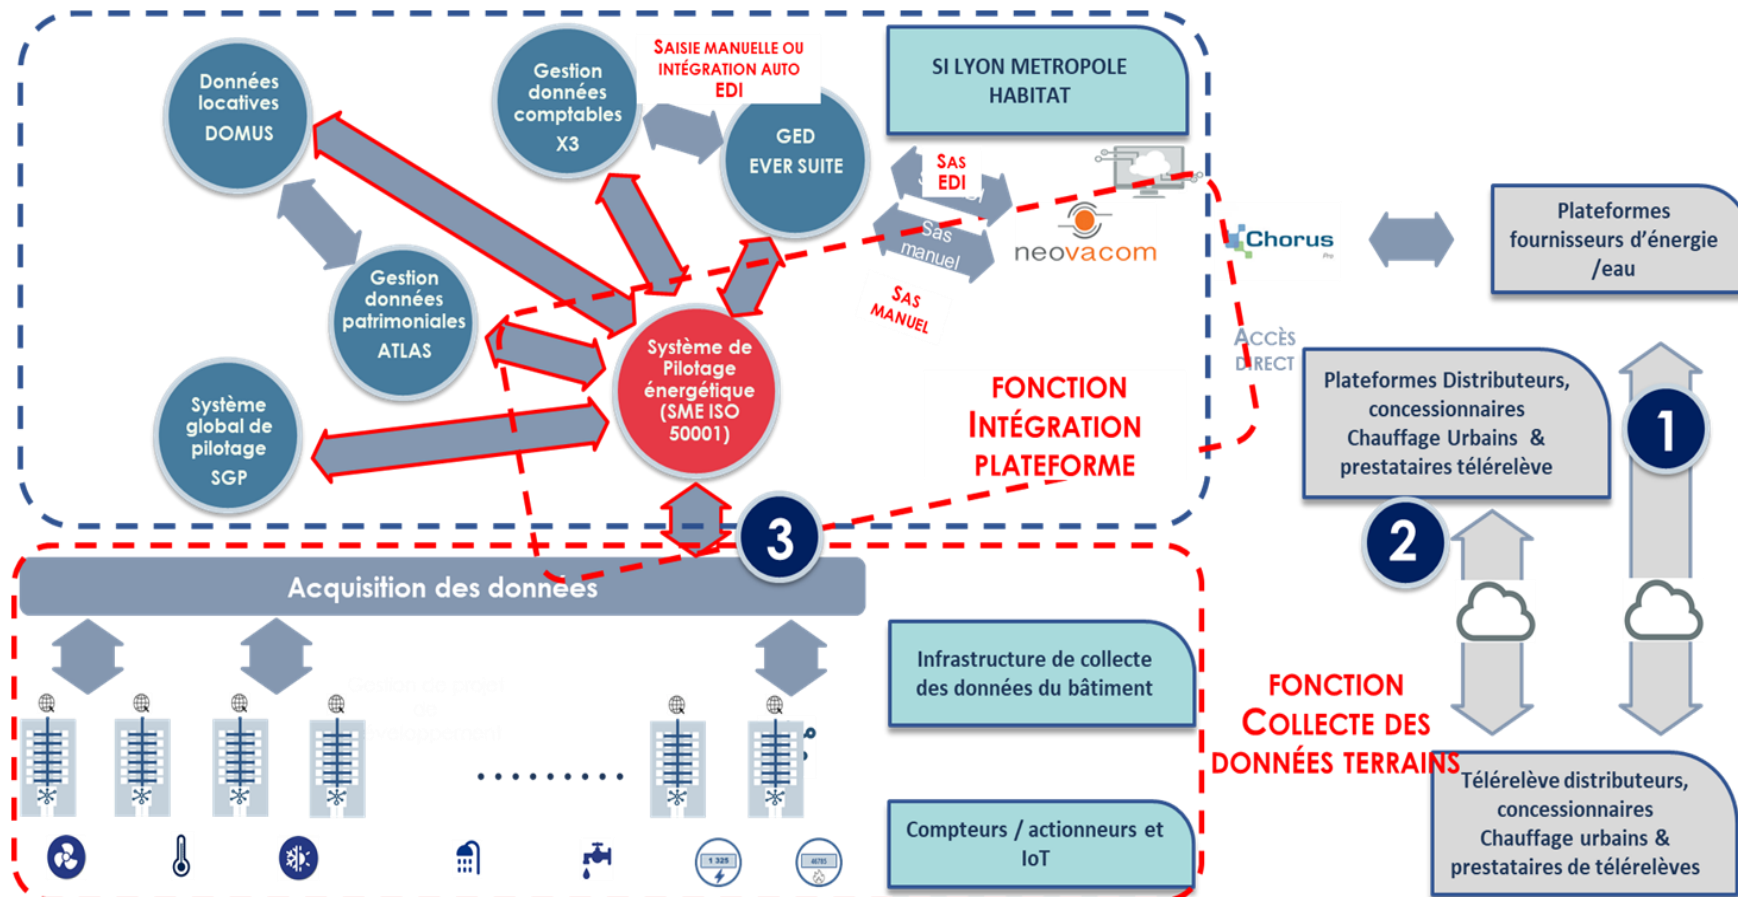 Données
locatives
DOMUS
Gestion
données
comptables
X3
SAISIE MANUELLE OU
INTÉGRATION AUTO
EDI
GED
EVER SUITE
SI LYON METROPOLE
HABITAT
SAS
EDI
Sas
manuel
SAS
MANUEL
neovacom
Chorus
Pro
Plateformes
fournisseurs d'énergie
/eau
Gestion
données
patrimoniales
ATLAS
Système de
Pilotage
énergétique
(SME ISO
50001)
Système
global de
pilotage
SGP
FONCTION
INTÉGRATION
PLATEFORME
ACCÈS
DIRECT
Plateformes Distributeurs,
concessionnaires
Chauffage Urbains &
prestataires télérelève
1
2
3
Acquisition des données
Infrastructure de collecte
des données du bâtiment
FONCTION
COLLECTE DES
DONNÉES TERRAINS
Compteurs / actionneurs et
IoT
1 325
46785
Télérelève distributeurs,
concessionnaires
Chauffage urbains &
prestataires de télérelèves